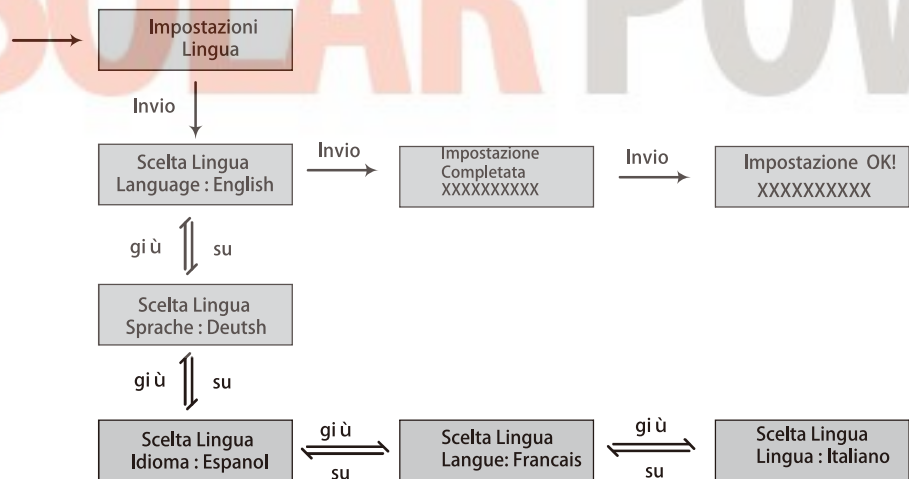 SOLAR POW
Impostazioni
Lingua
Invio
Scelta Lingua
Language : English
Invio
Impostazione
Completata
XXXXXXXXXX
Invio
Impostazione OK!
XXXXXXXXXX
gi ù
su
Scelta Lingua
Sprache : Deutsh
gi ù
su
Scelta Lingua
Idioma : Espanol
gi ù
su
Scelta Lingua
Langue: Francais
gi ù
su
Scelta Lingua
Lingua : Italiano